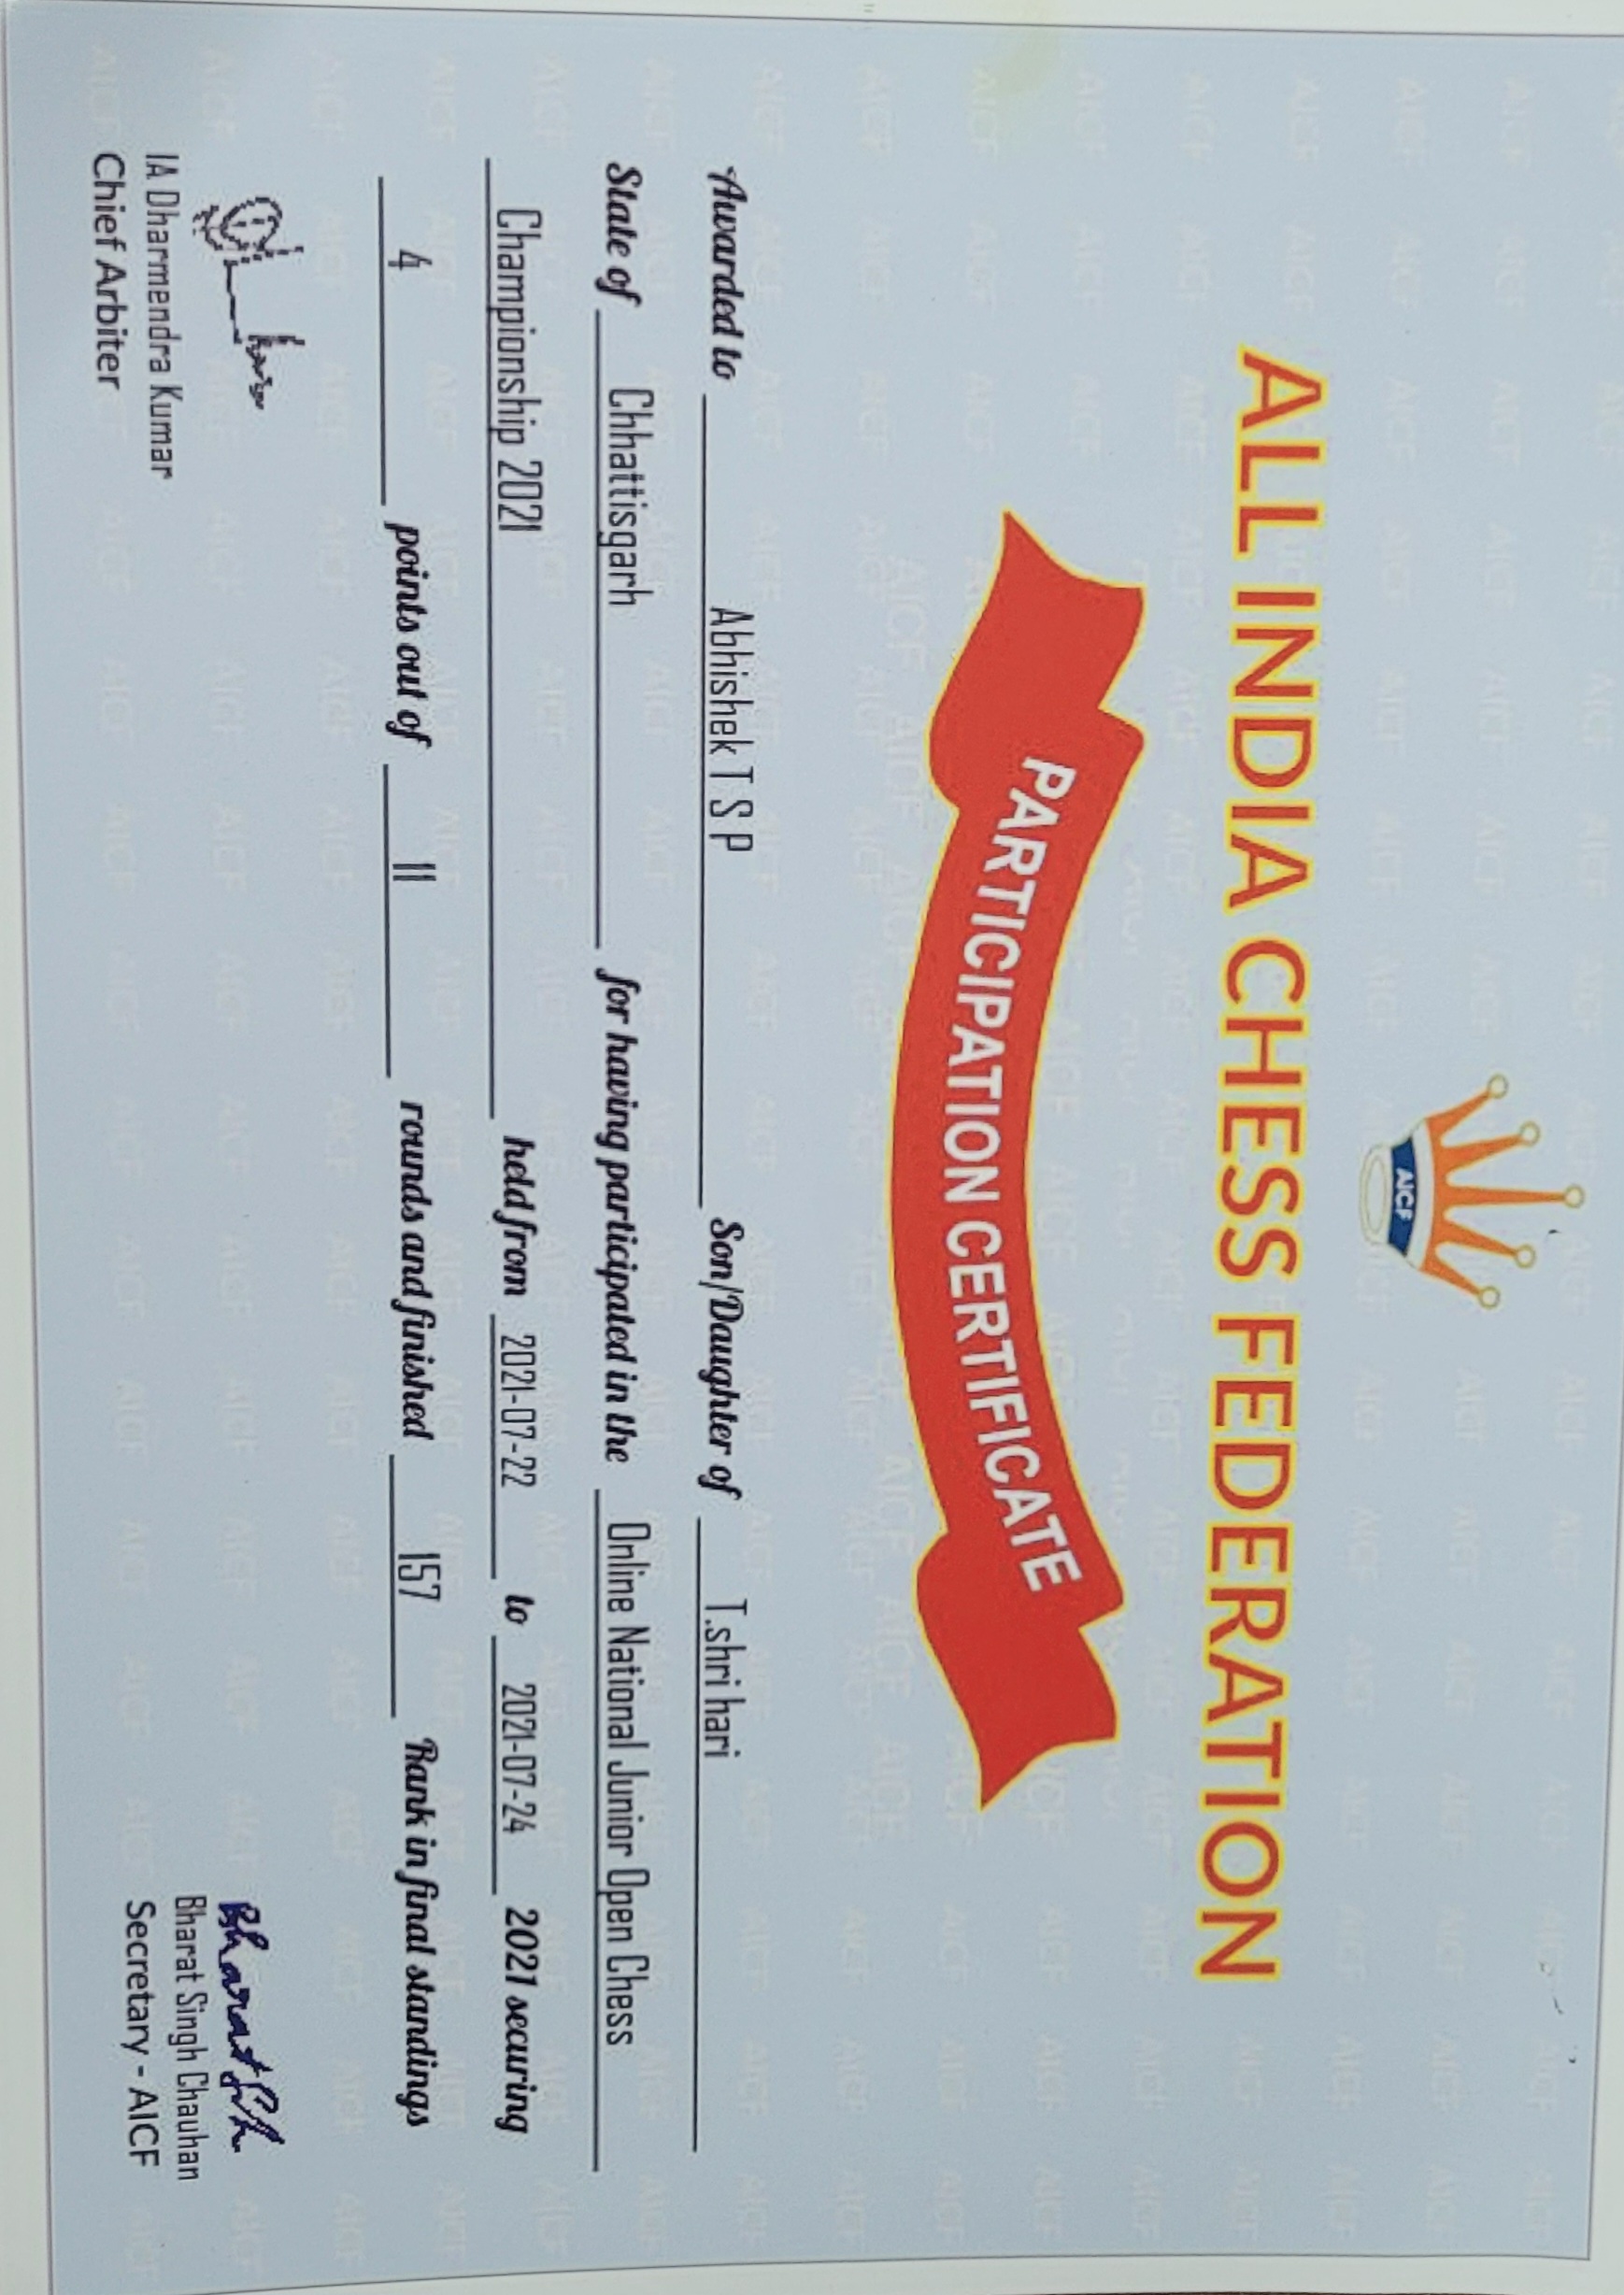 AICF
ALL INDIA CHESS FEDERATION
PARTICIPATION CERTIFICATE
Awarded to Abhishek T S P Son/Daughter of T.shri hari
State of Chhattisgarh for having participated in the Online National Junior Open Chess
Championship 2021 held from 2021-07-22 to 2021-07-24 2021 securing
4 points out of 11 rounds and finished 157 Rank in final standings
Bharat
IA Dharmendra Kumar
Chief Arbiter
Bharat Singh Chauhan
Secretary - AICF